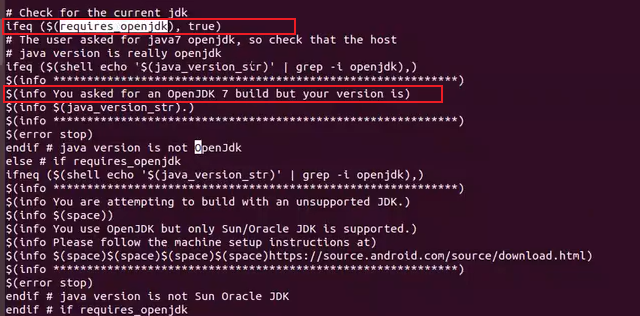 # Check for the current jdk
ifeq ($(requires_openjdk), true)
# The user asked for java7 openjdk, so check that the host
# java version is really openjdk
ifeq ($(shell echo '$(java_version_str)' | grep -i openjdk),)
$(info ************************************************************)
$(info You asked for an OpenJDK 7 build but your version is)
$(info $(java_version_str).)
$(info ************************************************************)
$(error stop)
endif # java version is not OpenJdk
else # if requires_openjdk
ifneq ($(shell echo '$(java_version_str)' | grep -i openjdk),)
$(info ************************************************************)
$(info You are attempting to build with an unsupported JDK.)
$(info $(space))
$(info You use OpenJDK but only Sun/Oracle JDK is supported.)
$(info Please follow the machine setup instructions at)
$(info $(space)$(space)$(space)$(space)https://source.android.com/source/download.html)
$(info ************************************************************)
$(error stop)
endif # java version is not Sun Oracle JDK
endif # if requires_openjdk